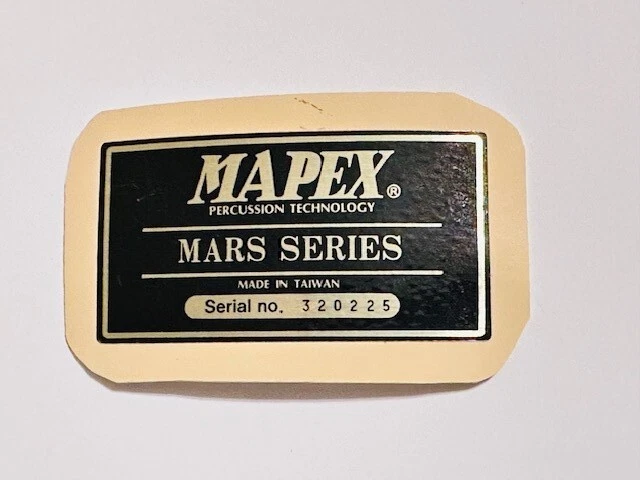 MAPEX®
PERCUSSION TECHNOLOGY
MARS SERIES
MADE IN TAIWAN
Serial no. 320225